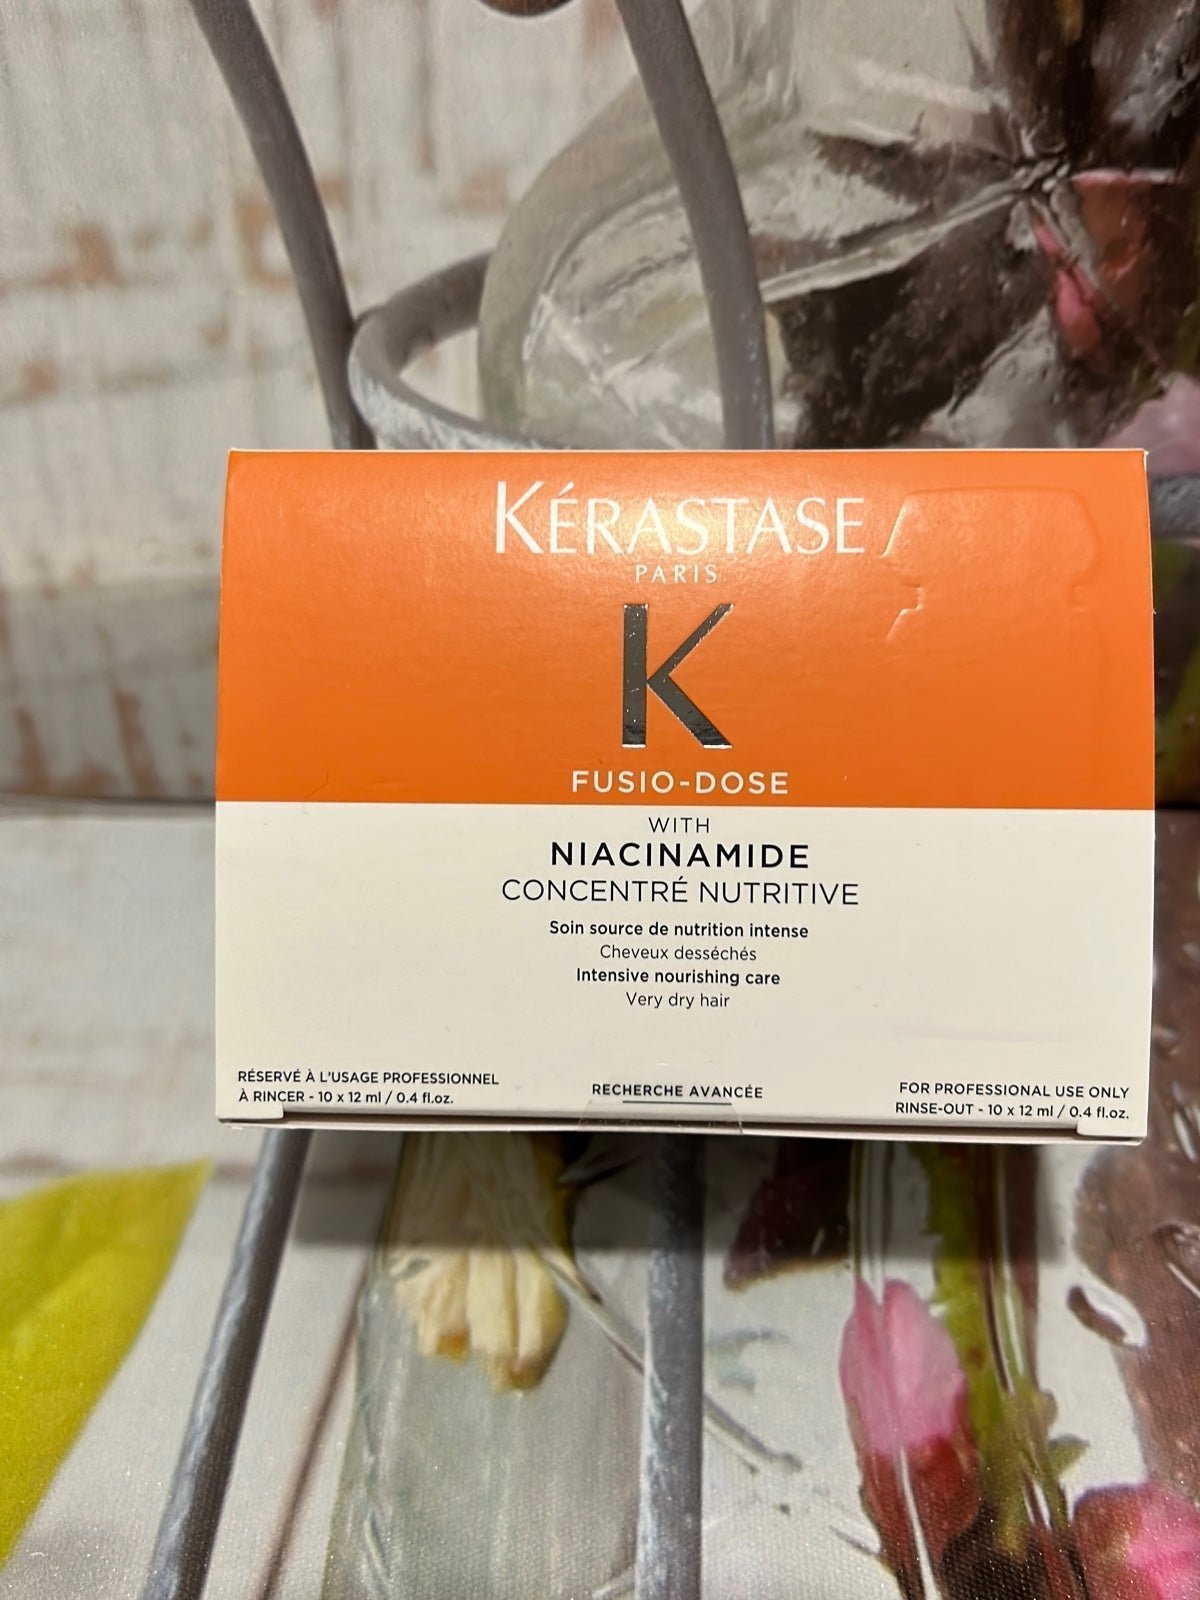 KÉRASTASE
PARIS
K
FUSIO-DOSE
WITH
NIACINAMIDE
CONCENTRÉ NUTRITIVE
Soin source de nutrition intense
Cheveux desséchés
Intensive nourishing care
Very dry hair
RÉSERVÉ À L'USAGE PROFESSIONNEL
À RINCER - 10 x 12 ml / 0.4 fl.oz.
RECHERCHE AVANCÉE
FOR PROFESSIONAL USE ONLY
RINSE-OUT - 10 x 12 ml / 0.4 fl.oz.